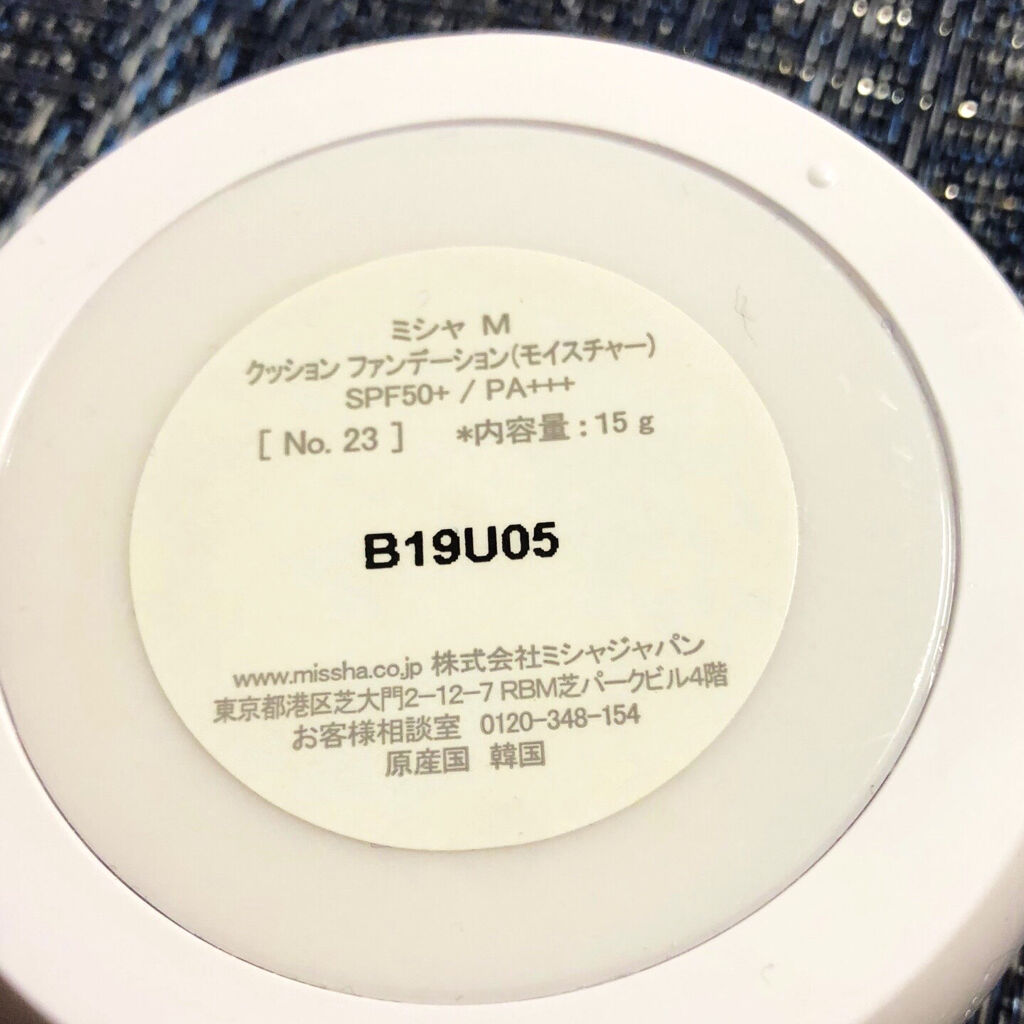 ミシャ M
クッション ファンデーション(モイスチャー)
SPF50+ / PA+++
[ No. 23 ] *内容量 : 15 g
B19U05
www.missha.co.jp 株式会社ミシャジャパン
東京都港区芝大門2-12-7 RBM芝パークビル4階
お客様相談室 0120-348-154
原産国 韓国